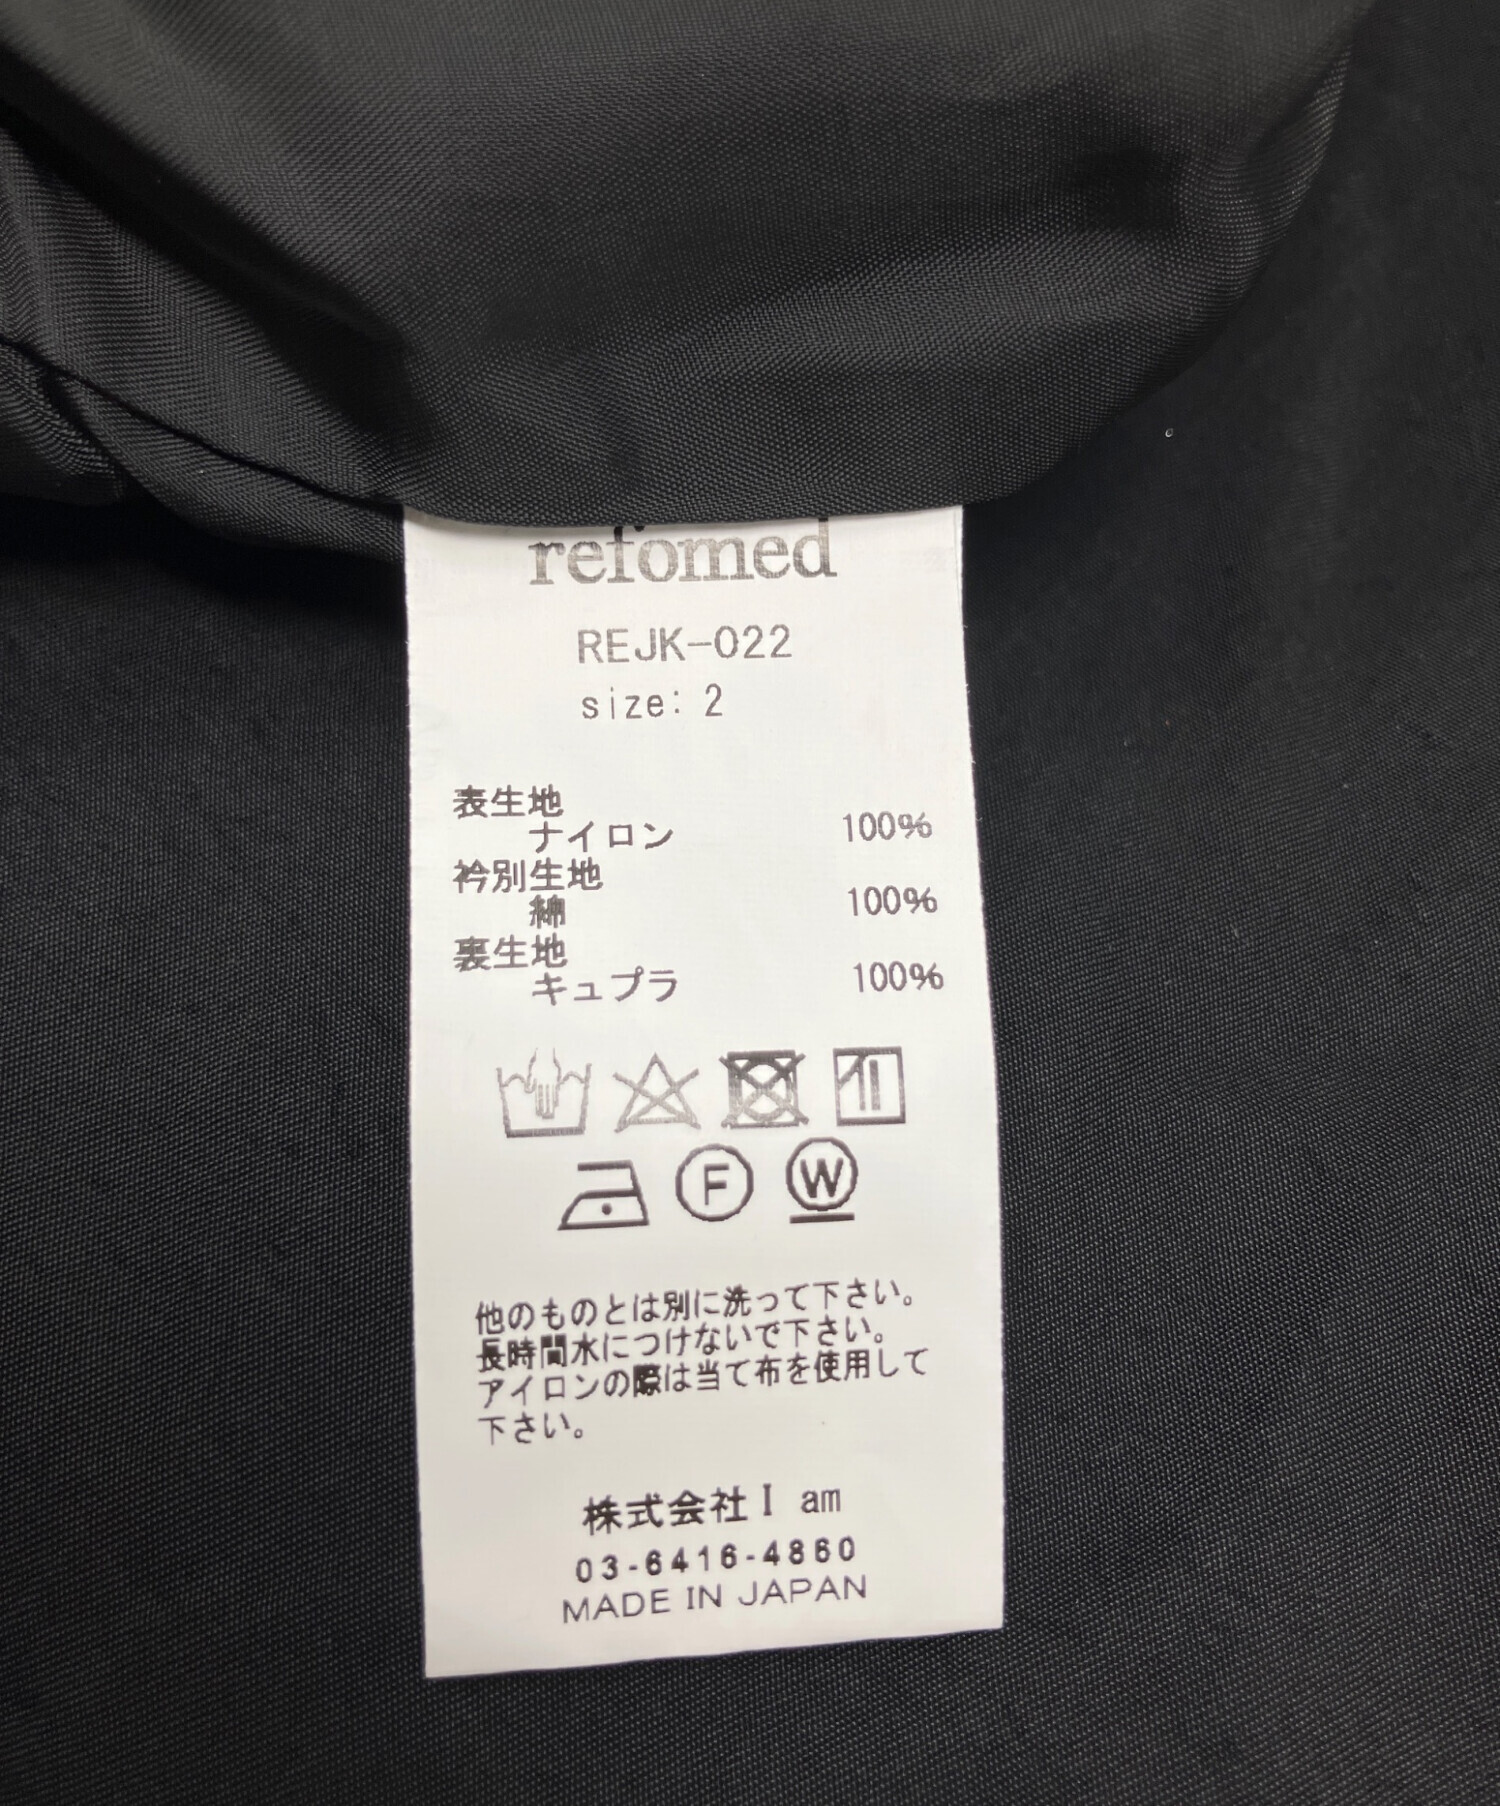 refomed
REJK-022
size: 2
表生地
ナイロン 100%
衿別生地
綿 100%
裏生地
キュプラ 100%
F W
他のものとは別に洗って下さい。
長時間水につけないで下さい。
アイロンの際は当て布を使用して
下さい。
株式会社I am
03-6416-4860
MADE IN JAPAN